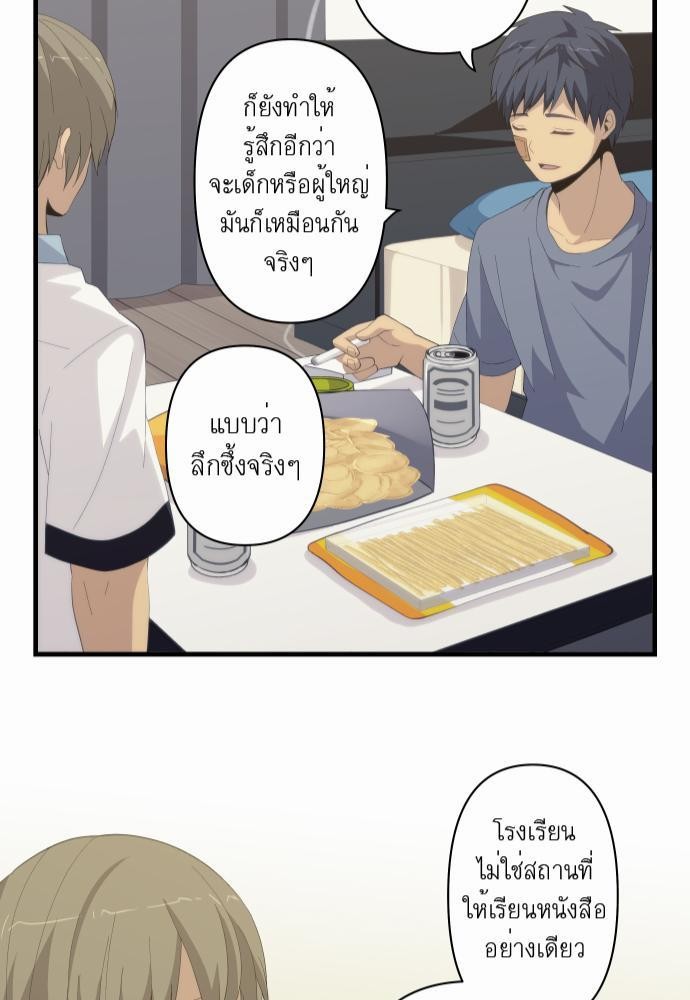 ก็ยังทำให้
รู้สึกอีกว่า
จะเด็กหรือผู้ใหญ่
มันก็เหมือนกัน
จริงๆ
แบบว่า
ลึกซึ้งจริงๆ
โรงเรียน
ไม่ใช่สถานที่
ให้เรียนหนังสือ
อย่างเดียว